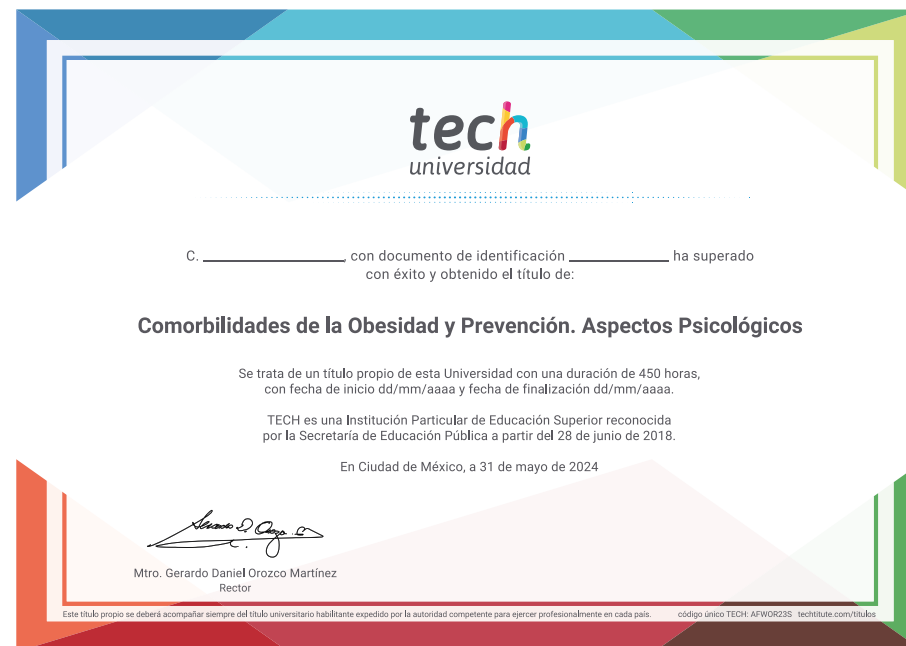 tech
universidad
C. ____________, con documento de identificación ____________ ha superado
con éxito y obtenido el título de:
Comorbilidades de la Obesidad y Prevención. Aspectos Psicológicos
Se trata de un título propio de esta Universidad con una duración de 450 horas,
con fecha de inicio dd/mm/aaaa y fecha de finalización dd/mm/aaaa.
TECH es una Institución Particular de Educación Superior reconocida
por la Secretaría de Educación Pública a partir del 28 de junio de 2018.
En Ciudad de México, a 31 de mayo de 2024
Mtro. Gerardo Daniel Orozco Martínez
Rector
Este título propio se deberá acompañar siempre del título universitario habilitante expedido por la autoridad competente para ejercer profesionalmente en cada país. código único TECH: AFWOR23S techtitute.com/titulos